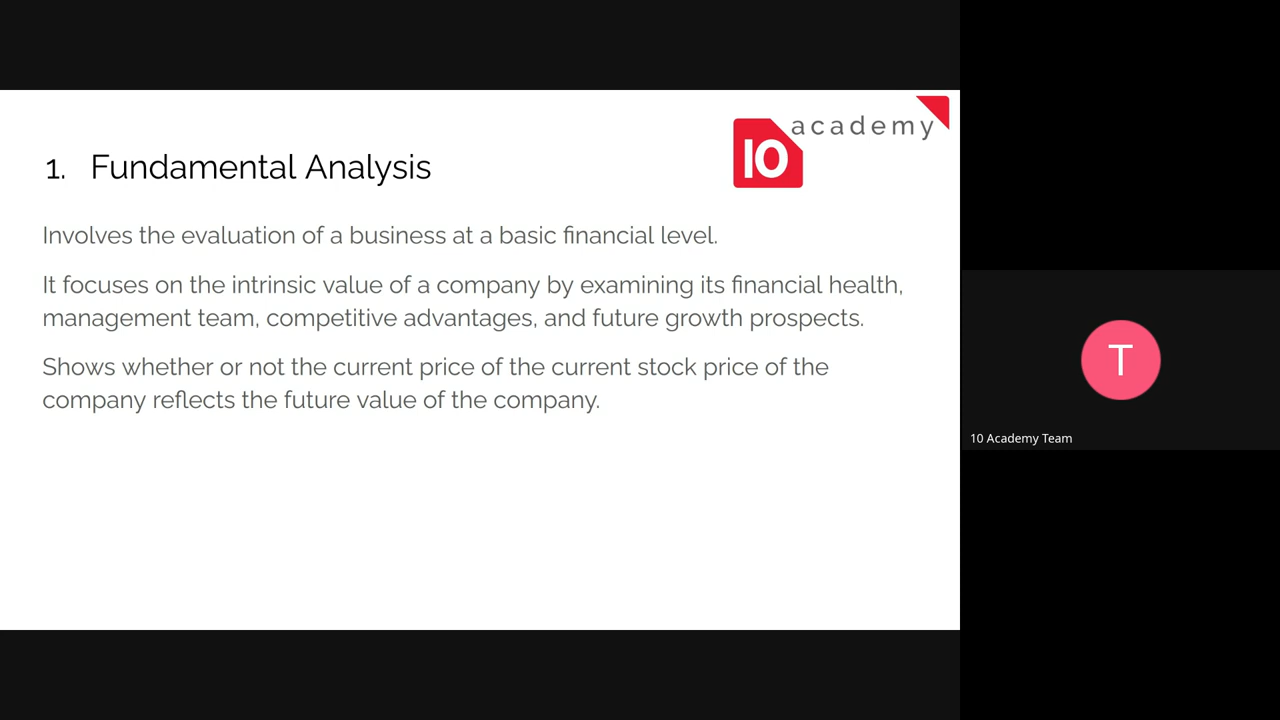 academy
10
1. Fundamental Analysis
Involves the evaluation of a business at a basic financial level.
It focuses on the intrinsic value of a company by examining its financial health,
management team, competitive advantages, and future growth prospects.
Shows whether or not the current price of the current stock price of the
company reflects the future value of the company.
T
10 Academy Team